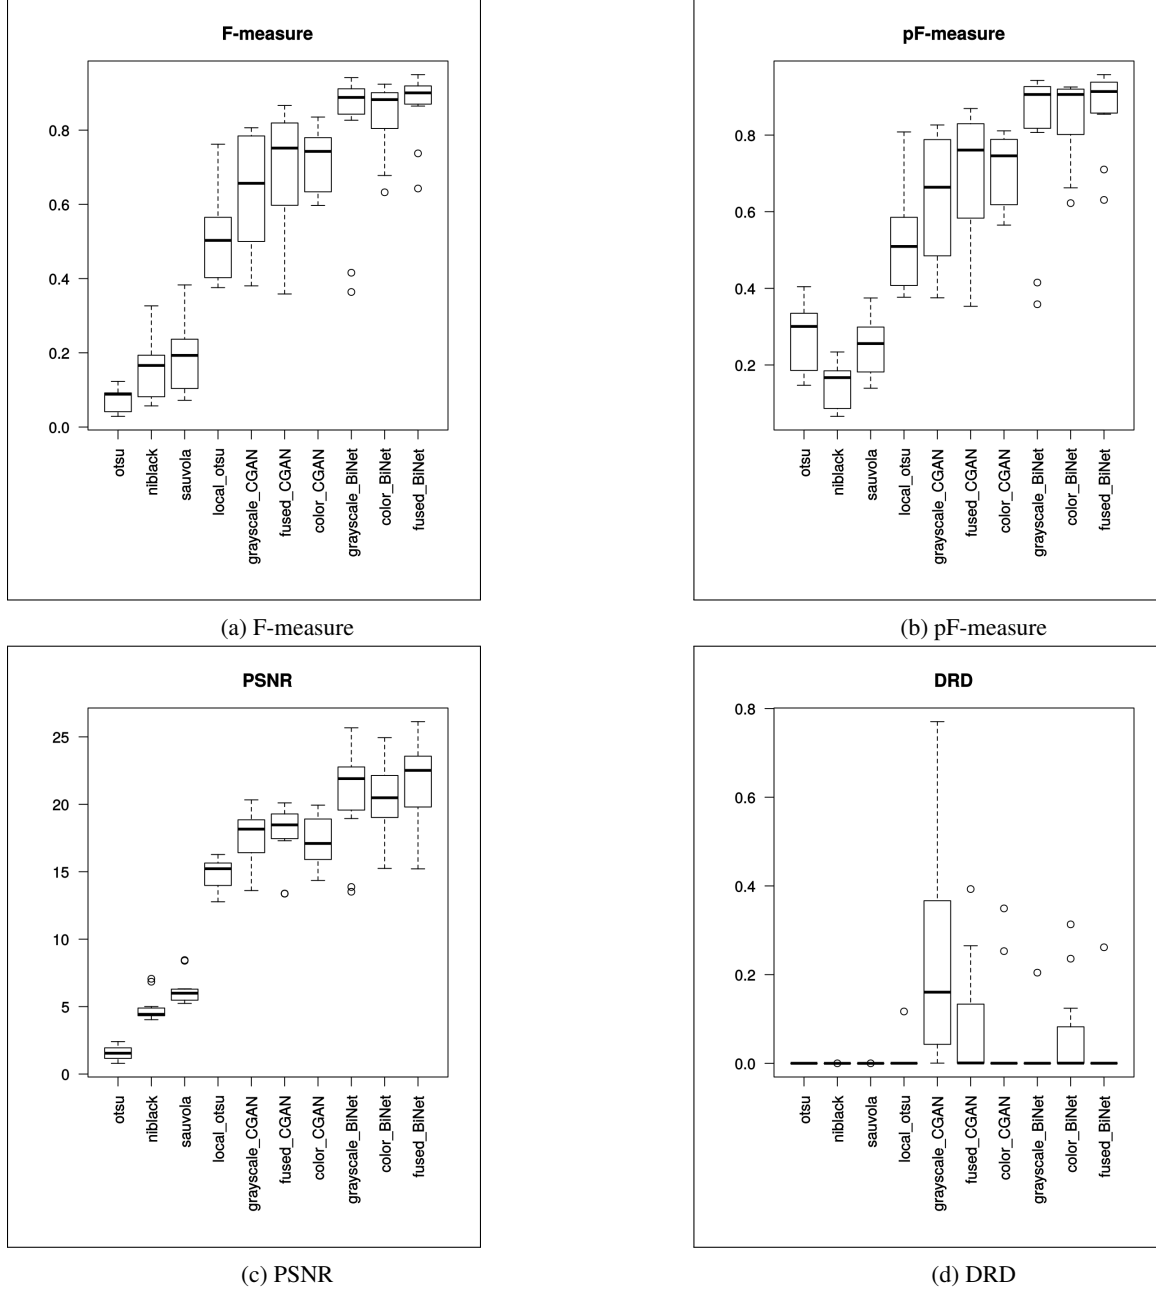 F-measure
0.8
0.6
0.4
0.2
0.0
otsu
niblack
sauvola
local_otsu
grayscale_CGAN
fused_CGAN
color_CGAN
grayscale_BiNet
color_BiNet
fused_BiNet
(a) F-measure
pF-measure
0.8
0.6
0.4
0.2
otsu
niblack
sauvola
local_otsu
grayscale_CGAN
fused_CGAN
color_CGAN
grayscale_BiNet
color_BiNet
fused_BiNet
(b) pF-measure
PSNR
25
20
15
10
5
0
otsu
niblack
sauvola
local_otsu
grayscale_CGAN
fused_CGAN
color_CGAN
grayscale_BiNet
color_BiNet
fused_BiNet
(c) PSNR
DRD
0.8
0.6
0.4
0.2
0.0
otsu
niblack
sauvola
local_otsu
grayscale_CGAN
fused_CGAN
color_CGAN
grayscale_BiNet
color_BiNet
fused_BiNet
(d) DRD